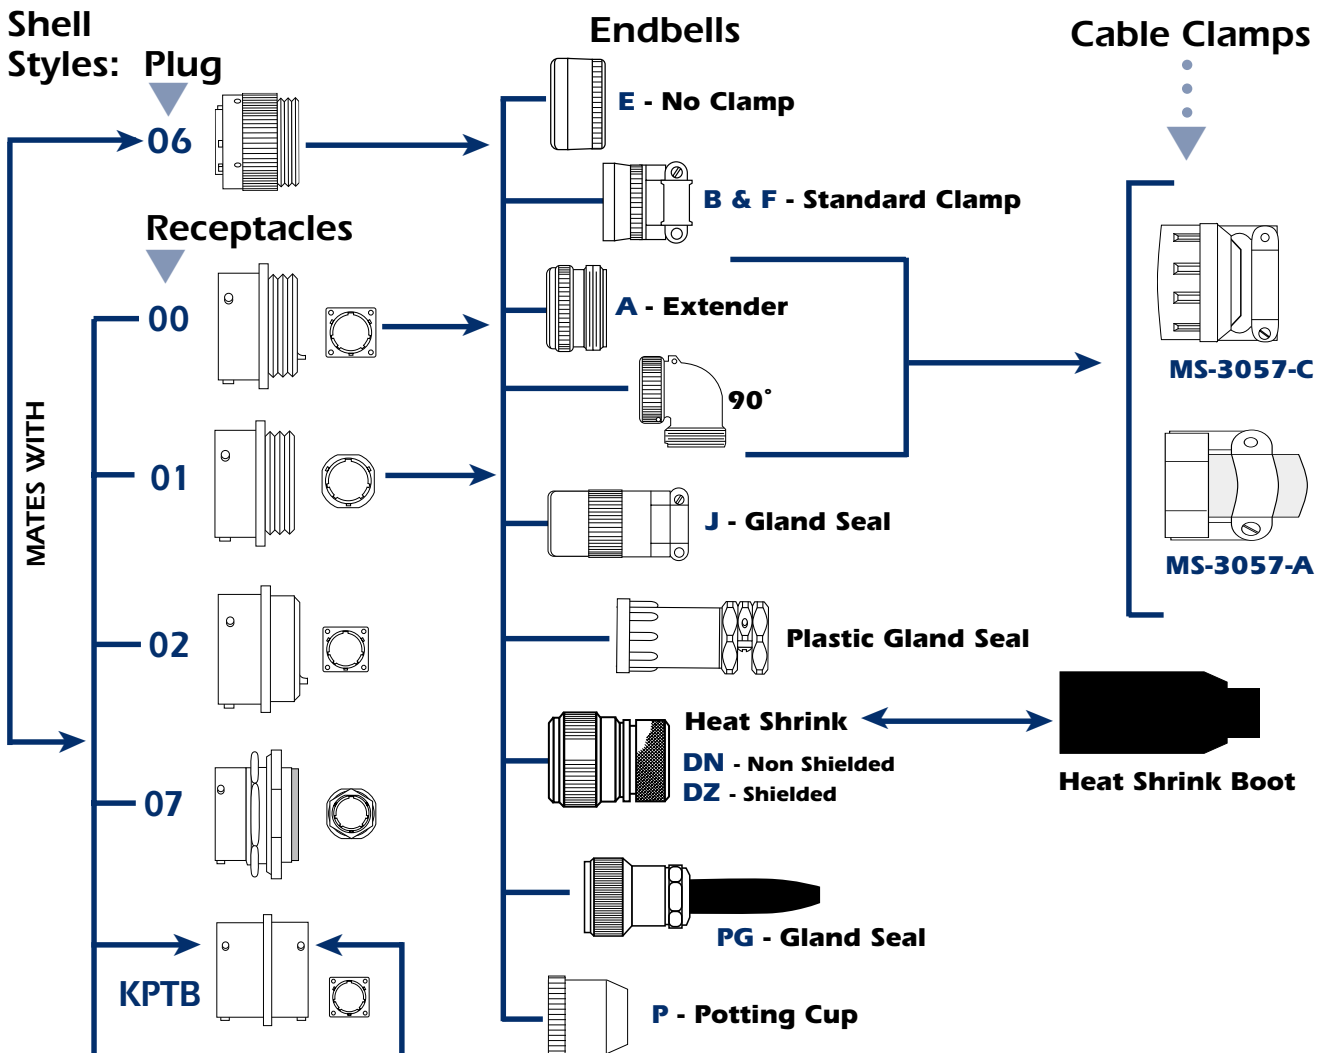 Shell
Styles: Plug
06
Receptacles
00
01
02
07
KPTB
MATES WITH
Endbells
E - No Clamp
B & F - Standard Clamp
A - Extender
90°
J - Gland Seal
Plastic Gland Seal
Heat Shrink
DN - Non Shielded
DZ - Shielded
PG - Gland Seal
P - Potting Cup
Cable Clamps
MS-3057-C
MS-3057-A
Heat Shrink Boot